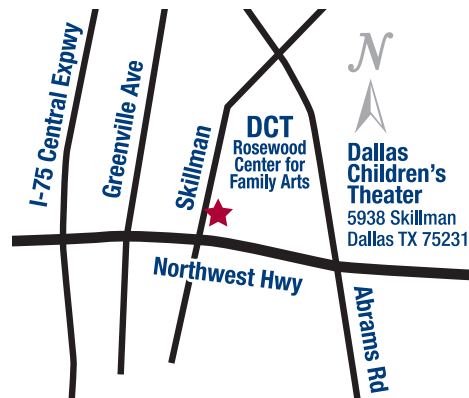 N
I-75 Central Expwy
Greenville Ave
Skillman
DCT
Rosewood
Center for
Family Arts
Dallas
Children's
Theater
5938 Skillman
Dallas TX 75231
Northwest Hwy
Abrams Rd